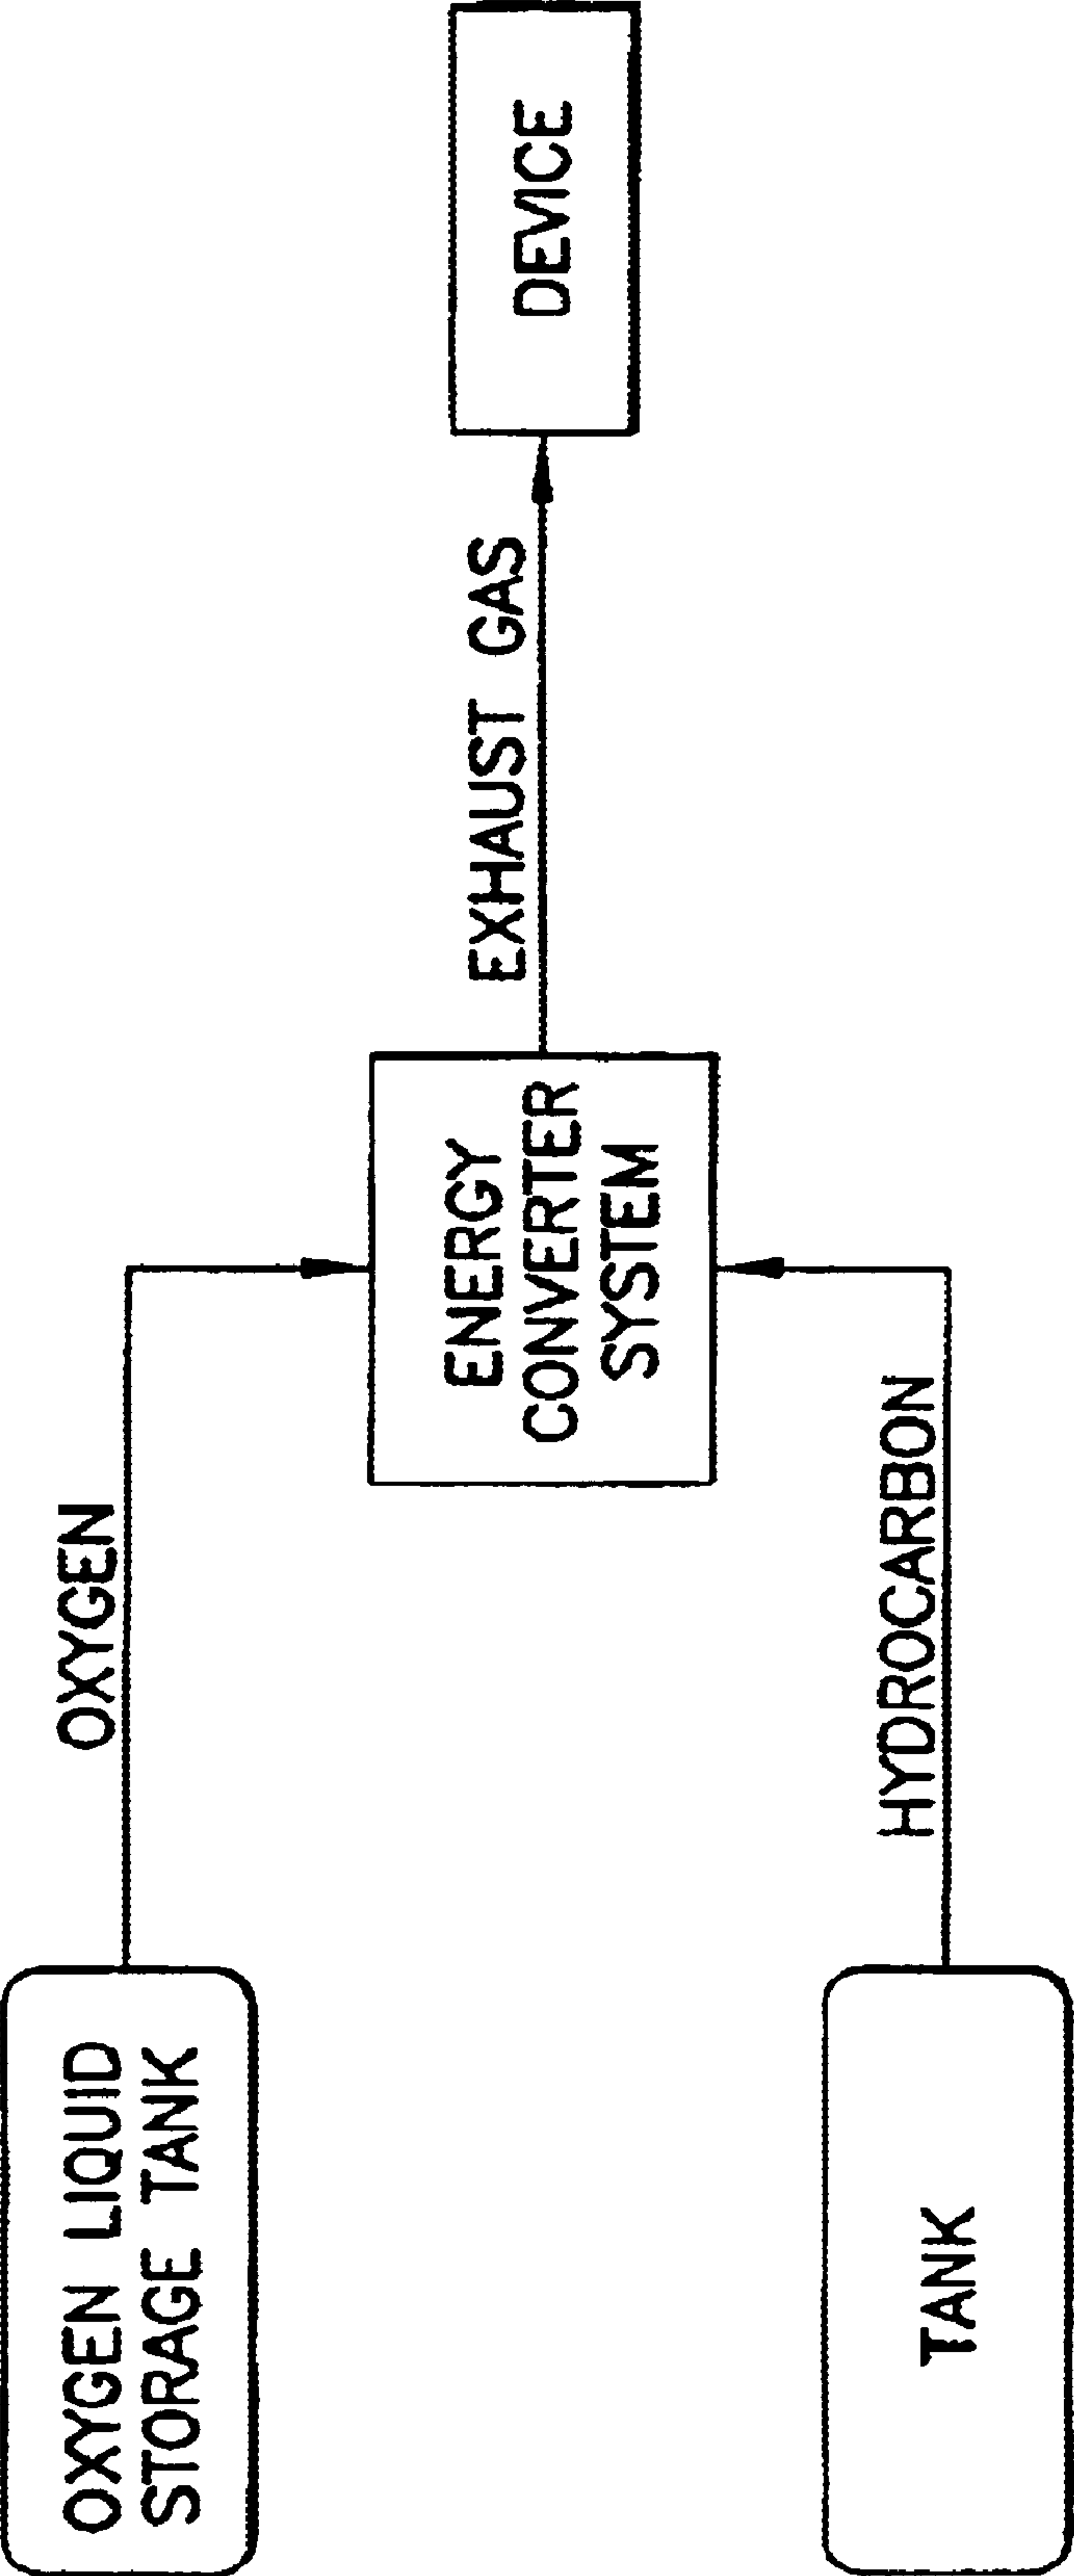 OXYGEN LIQUID
STORAGE TANK
OXYGEN
ENERGY
CONVERTER
SYSTEM
EXHAUST GAS
DEVICE
HYDROCARBON
TANK